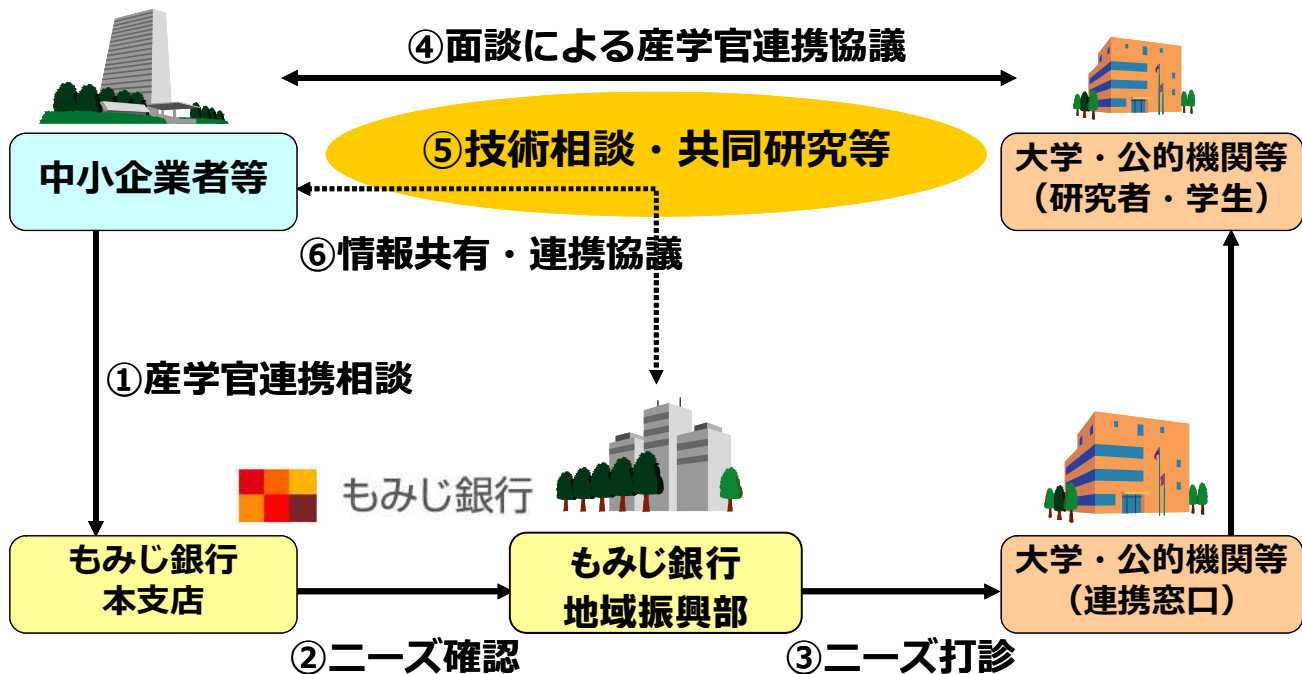 ④面談による産学官連携協議
⑤技術相談・共同研究等
中小企業者等
大学・公的機関等
（研究者・学生）
⑥情報共有・連携協議
①産学官連携相談
もみじ銀行
もみじ銀行
本支店
もみじ銀行
地域振興部
大学・公的機関等
（連携窓口）
②ニーズ確認
③ニーズ打診